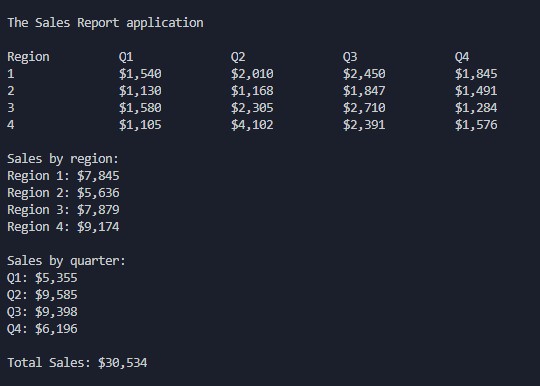 The Sales Report application
Region Q1 Q2 Q3 Q4
1 $1,540 $2,010 $2,450 $1,845
2 $1,130 $1,168 $1,847 $1,491
3 $1,580 $2,305 $2,710 $1,284
4 $1,105 $4,102 $2,391 $1,576
Sales by region:
Region 1: $7,845
Region 2: $5,636
Region 3: $7,879
Region 4: $9,174
Sales by quarter:
Q1: $5,355
Q2: $9,585
Q3: $9,398
Q4: $6,196
Total Sales: $30,534